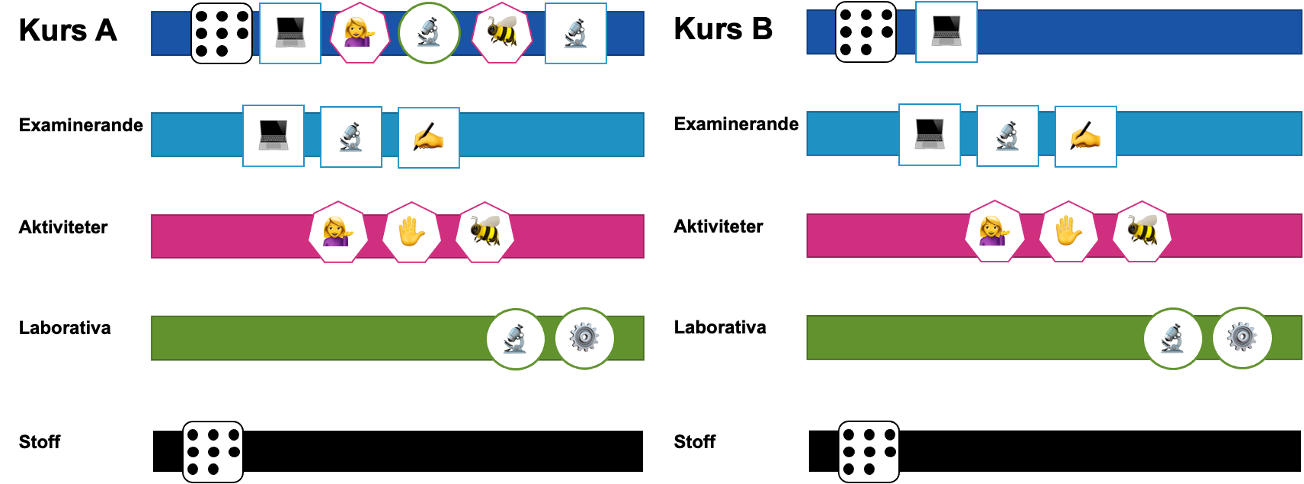 Kurs A
Examinerande
Aktiviteter
Laborativa
Stoff
Kurs B
Examinerande
Aktiviteter
Laborativa
Stoff